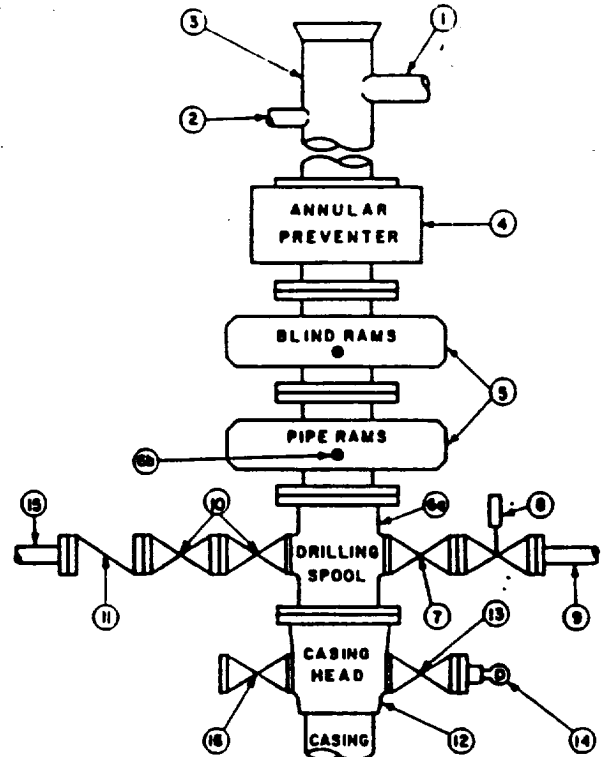 3
1
2
ANNULAR
PREVENTER
4
BLIND RAMS
5
PIPE RAMS
6b
15
10
6a
8
DRILLING
SPOOL
11
7
9
13
CASING
HEAD
16
12
14
CASING